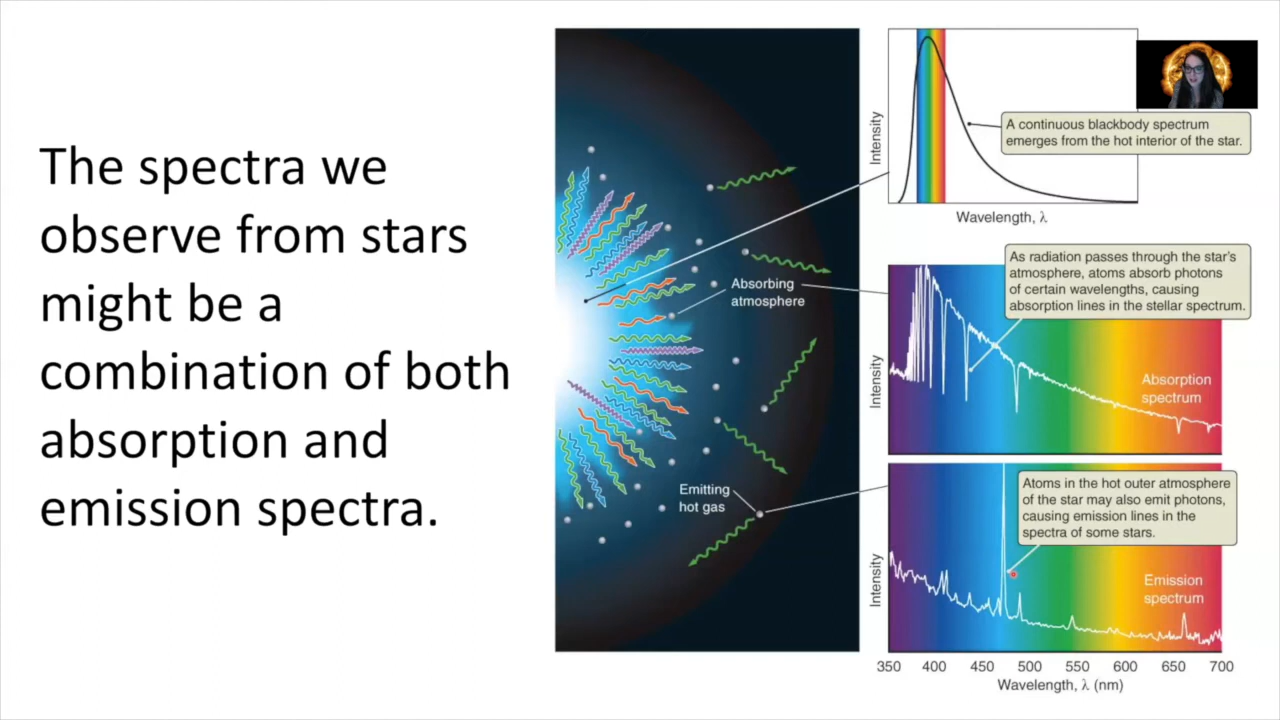 The spectra we
observe from stars
might be a
combination of both
absorption and
emission spectra.
Absorbing
atmosphere
Emitting
hot gas
Intensity
A continuous blackbody spectrum
emerges from the hot interior of the star.
Wavelength, λ
As radiation passes through the star’s
atmosphere, atoms absorb photons
of certain wavelengths, causing
absorption lines in the stellar spectrum.
Intensity
Absorption
spectrum
Atoms in the hot outer atmosphere
of the star may also emit photons,
causing emission lines in the
spectra of some stars.
Intensity
Emission
spectrum
350 400 450 500 550 600 650 700
Wavelength, λ (nm)